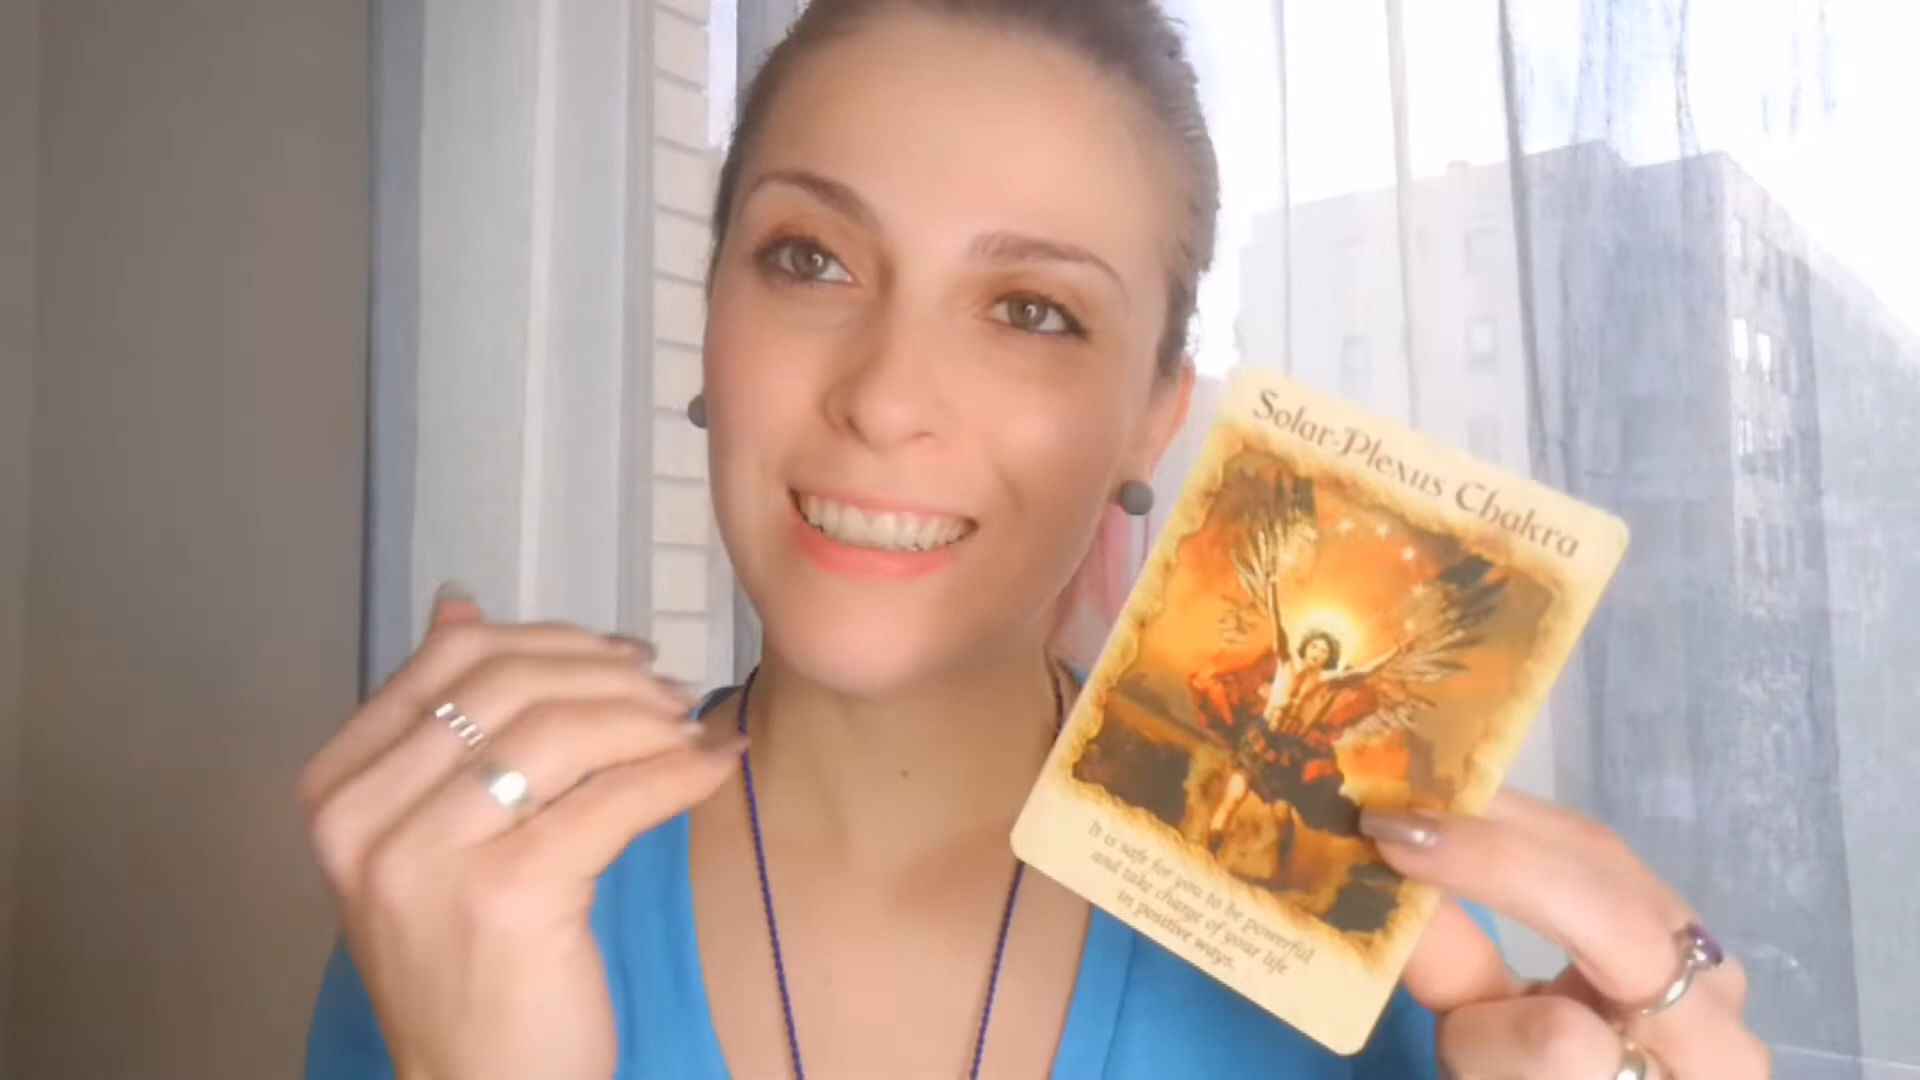 Solar-Plexus Chakra
It is safe for you to be powerful
and take charge of your life
in positive ways.